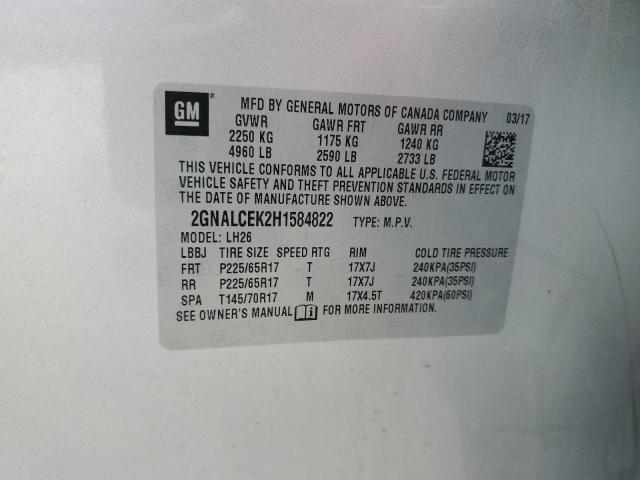 GM ®
MFD BY GENERAL MOTORS OF CANADA COMPANY 03/17
GVWR GAWR FRT GAWR RR
2250 KG 1175 KG 1240 KG
4960 LB 2590 LB 2733 LB
THIS VEHICLE CONFORMS TO ALL APPLICABLE U.S. FEDERAL MOTOR
VEHICLE SAFETY AND THEFT PREVENTION STANDARDS IN EFFECT ON
THE DATE OF MANUFACTURE SHOWN ABOVE.
2GNALCEK2H1584822 TYPE: M.P.V.
MODEL: LH26
LBBJ TIRE SIZE SPEED RTG RIM COLD TIRE PRESSURE
FRT P225/65R17 T 17X7J 240KPA(35PSI)
RR P225/65R17 T 17X7J 240KPA(35PSI)
SPA T145/70R17 M 17X4.5T 420KPA(60PSI)
SEE OWNER'S MANUAL i FOR MORE INFORMATION.